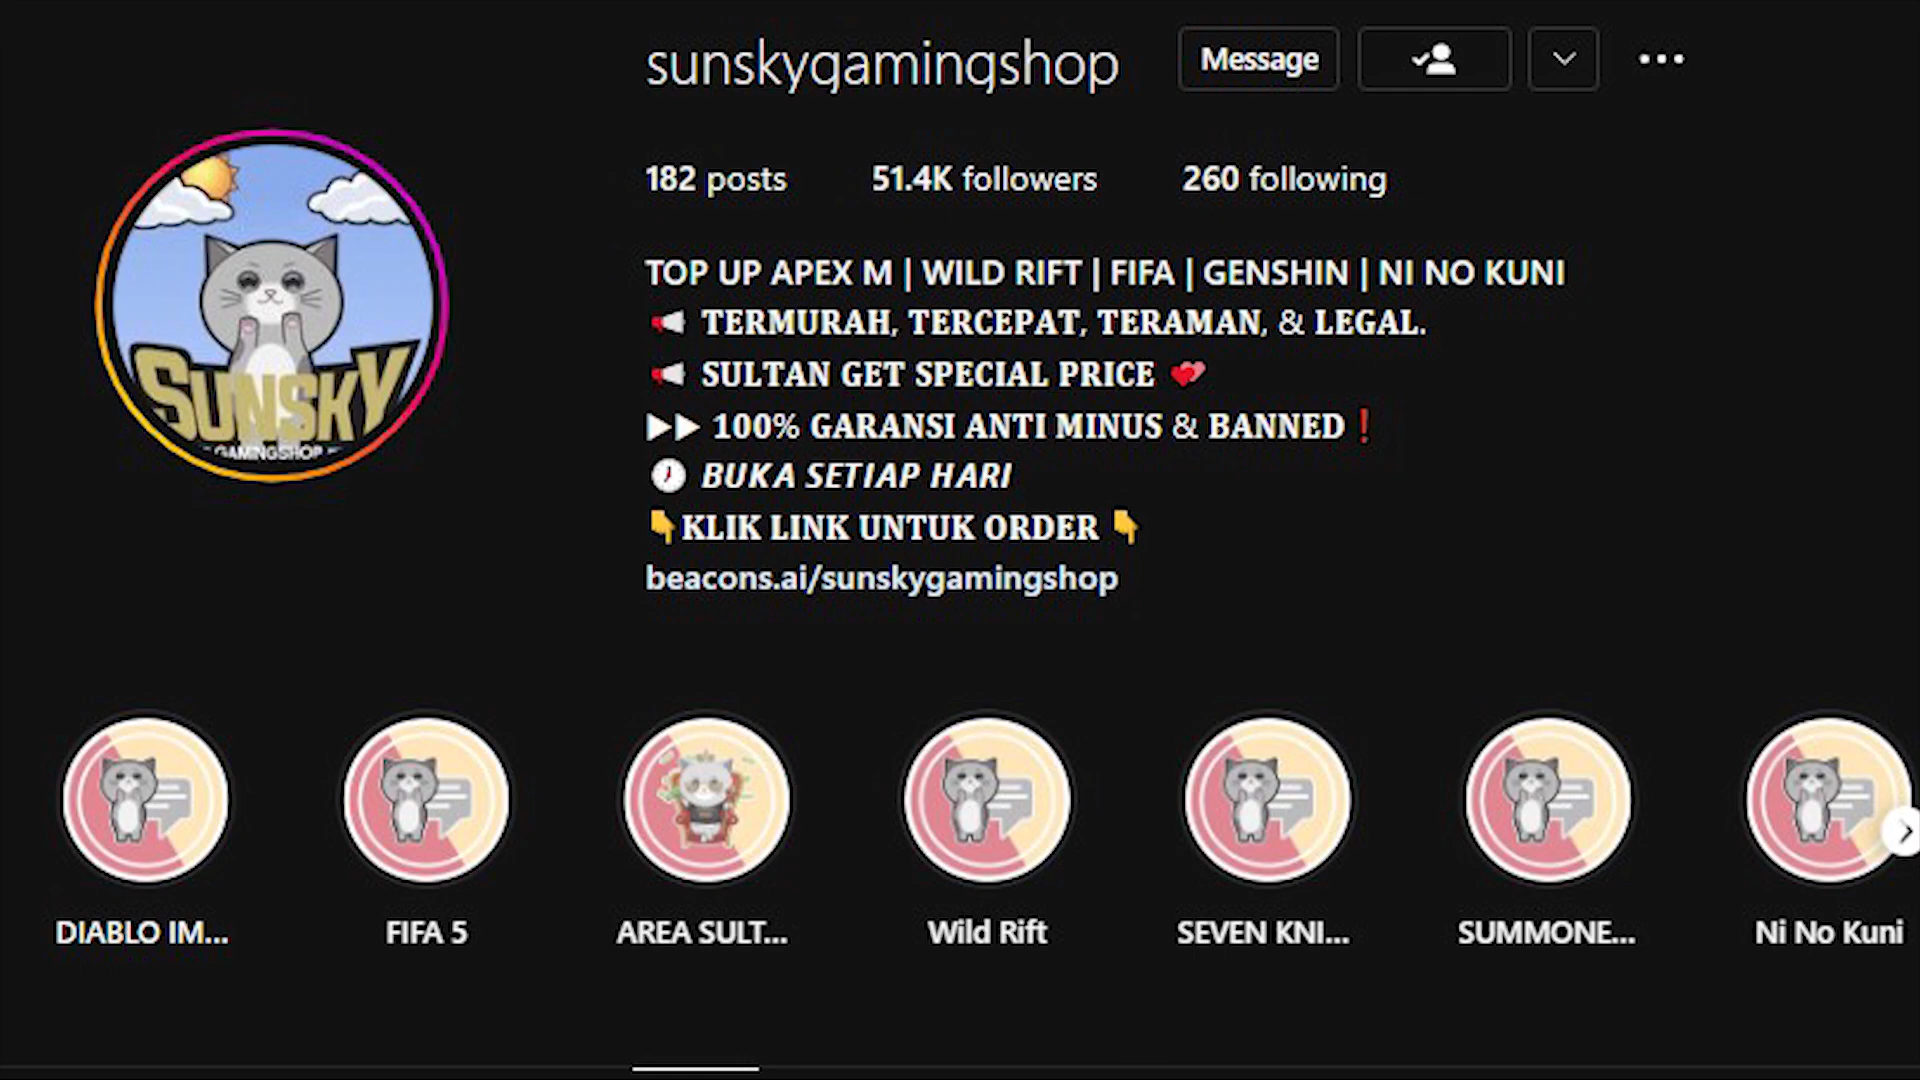 sunskygamingshop
Message
182 posts 51.4K followers 260 following
TOP UP APEX M | WILD RIFT | FIFA | GENSHIN | NI NO KUNI
TERMURAH, TERCEPAT, TERAMAN, & LEGAL.
SULTAN GET SPECIAL PRICE
100% GARANSI ANTI MINUS & BANNED❗
BUKA SETIAP HARI
KLIK LINK UNTUK ORDER
beacons.ai/sunskygamingshop
SUNSKY
GAMINGSHOP
DIABLO IM...
FIFA 5
AREA SULT...
Wild Rift
SEVEN KNI...
SUMMONE...
Ni No Kuni